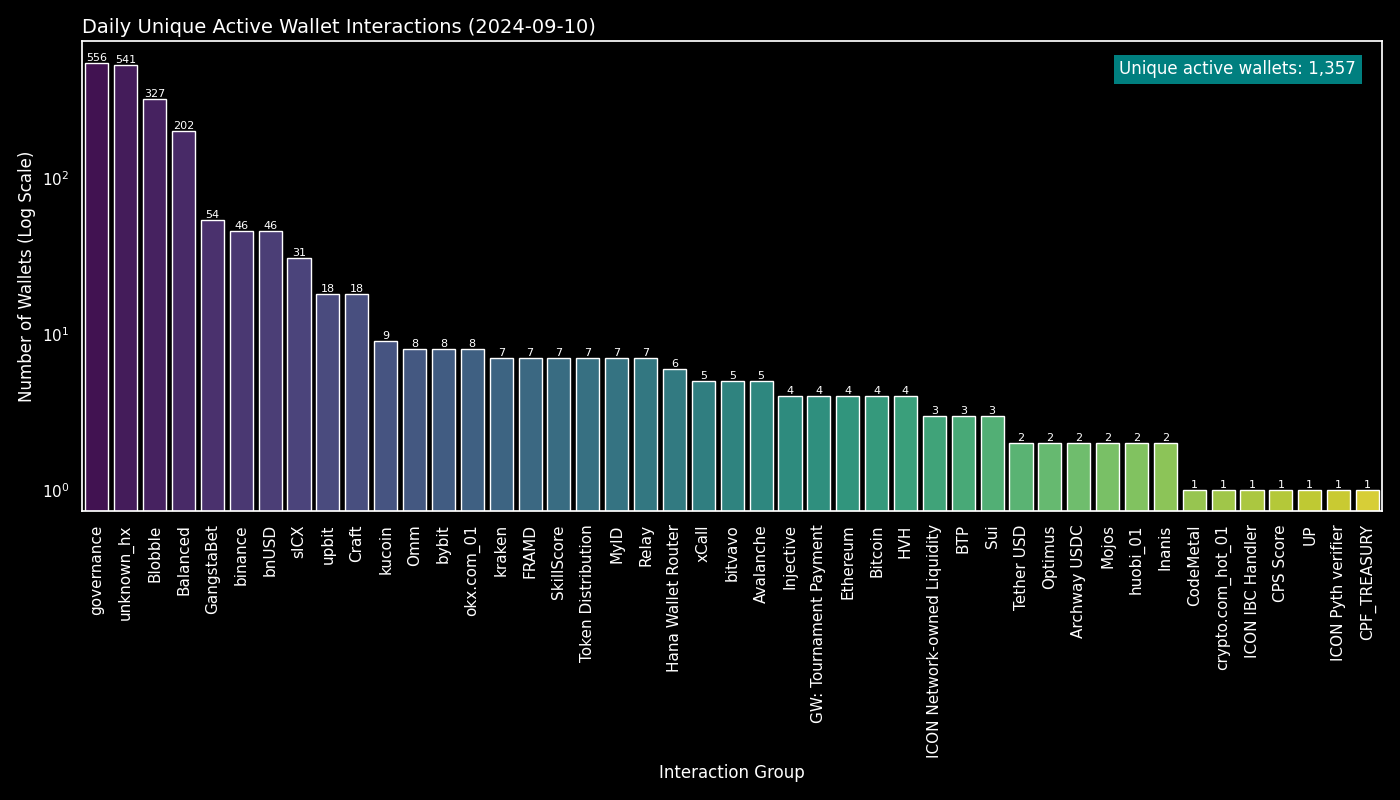 Daily Unique Active Wallet Interactions (2024-09-10)
Unique active wallets: 1,357
Number of Wallets (Log Scale)
10²
10¹
10⁰
556
541
327
202
54
46
46
31
18
18
9
8
8
8
7
7
7
7
7
7
6
5
5
5
4
4
4
4
4
3
3
3
2
2
2
2
2
2
1
1
1
1
1
1
1
governance
unknown_hx
Blobble
Balanced
GangstaBet
binance
bnUSD
sICX
upbit
Craft
kucoin
Omm
bybit
okx.com_01
kraken
FRAMD
SkillScore
Token Distribution
MyID
Relay
Hana Wallet Router
xCall
bitvavo
Avalanche
Injective
GW: Tournament Payment
Ethereum
Bitcoin
HVH
ICON Network-owned Liquidity
BTP
Sui
Tether USD
Optimus
Archway USDC
Mojos
huobi_01
Inanis
CodeMetal
crypto.com_hot_01
ICON IBC Handler
CPS Score
UP
ICON Pyth verifier
CPF_TREASURY
Interaction Group